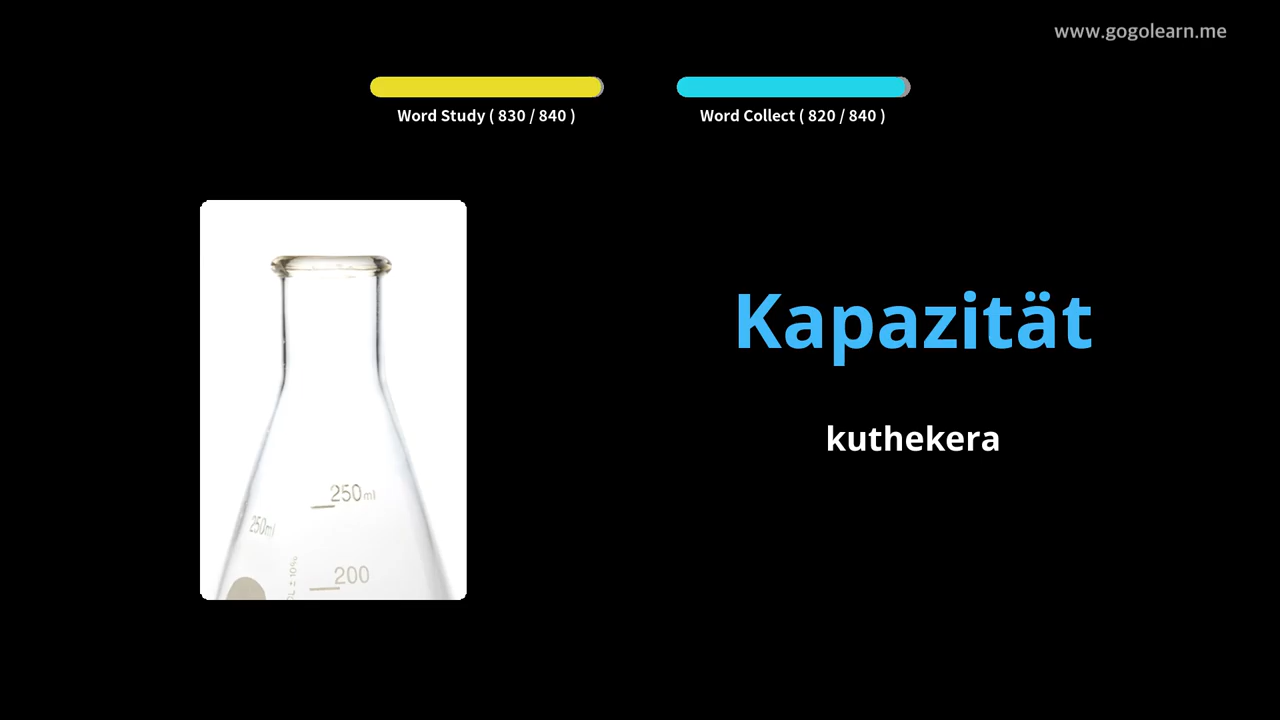 www.gogolearn.me
Word Study ( 830 / 840 )
Word Collect ( 820 / 840 )
Kapazität
kuthekera
250ml
250ml
200